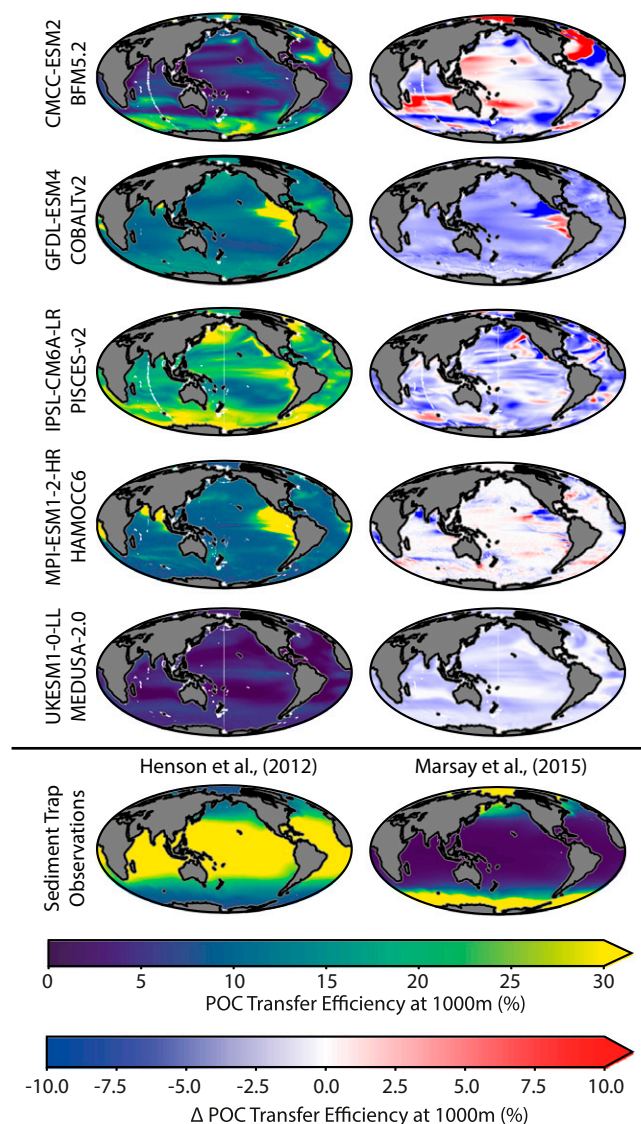 CMCC-ESM2
BFM5.2
GFDL-ESM4
COBALTv2
IPSL-CM6A-LR
PISCES-v2
MPI-ESM1-2-HR
HAMOCC6
UKESM1-0-LL
MEDUSA-2.0
Henson et al., (2012) Marsay et al., (2015)
Sediment Trap
Observations
0 5 10 15 20 25 30
POC Transfer Efficiency at 1000m (%)
-10.0 -7.5 -5.0 -2.5 0.0 2.5 5.0 7.5 10.0
Δ POC Transfer Efficiency at 1000m (%)